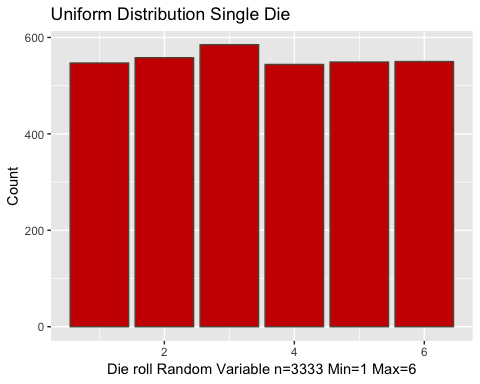 Uniform Distribution Single Die
600
400
200
0
Count
2 4 6
Die roll Random Variable n=3333 Min=1 Max=6